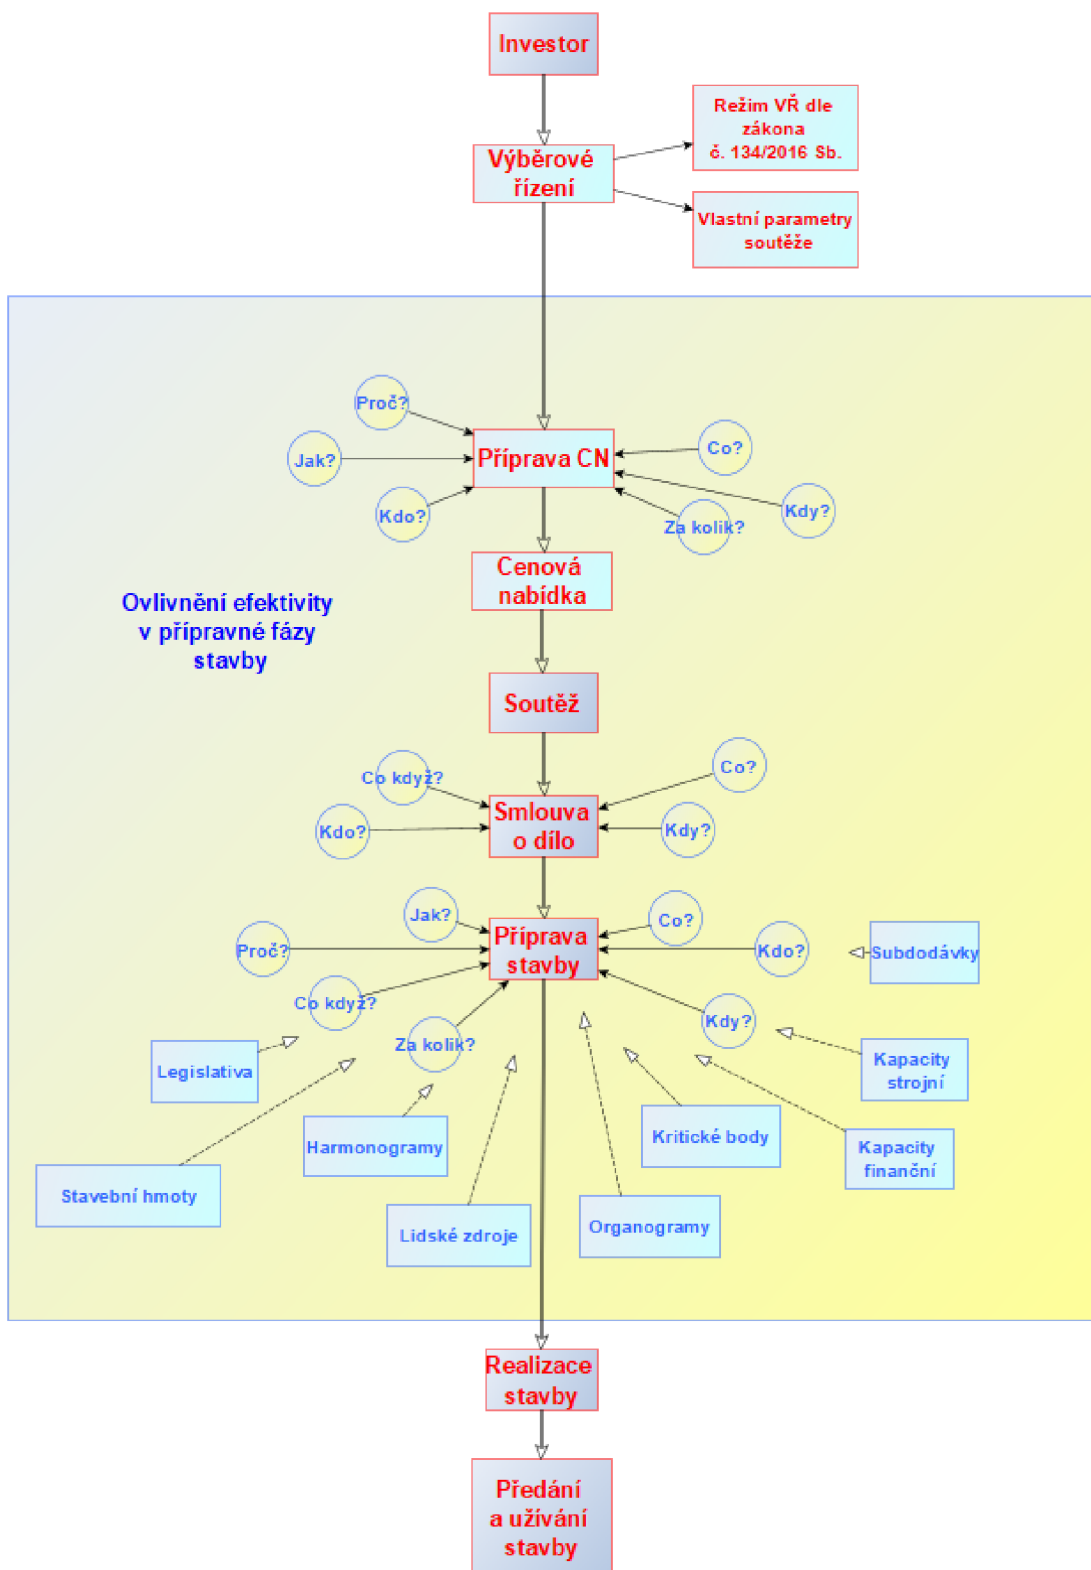 Investor
Režim VŘ dle
zákona
č. 134/2016 Sb.
Výběrové
řízení
Vlastní parametry
soutěže
Proč?
Co?
Jak?
Příprava CN
Kdo?
Za kolik?
Kdy?
Cenová
nabídka
Ovlivnění efektivity
v přípravné fázy
stavby
Soutěž
Co když?
Co?
Smlouva
o dílo
Kdo?
Kdy?
Jak?
Co?
Proč?
Příprava
stavby
Kdo?
Subdodávky
Co když?
Za kolik?
Kdy?
Legislativa
Kapacity
strojní
Harmonogramy
Kritické body
Kapacity
finanční
Stavební hmoty
Lidské zdroje
Organogramy
Realizace
stavby
Předání
a užívání
stavby